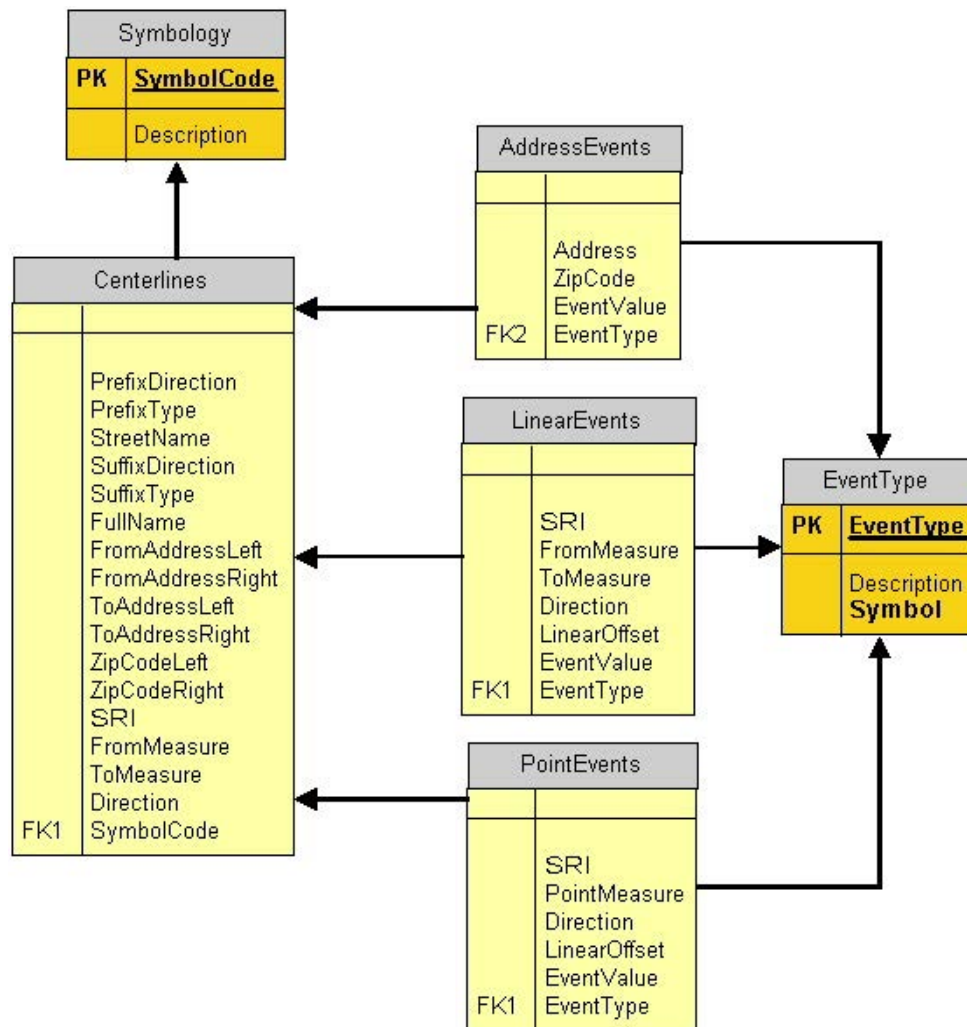 Symbology
PK SymbolCode
Description
Centerlines
PrefixDirection
PrefixType
StreetName
SuffixDirection
SuffixType
FullName
FromAddressLeft
FromAddressRight
ToAddressLeft
ToAddressRight
ZipCodeLeft
ZipCodeRight
SRI
FromMeasure
ToMeasure
Direction
FK1 SymbolCode
AddressEvents
Address
ZipCode
EventValue
FK2 EventType
LinearEvents
SRI
FromMeasure
ToMeasure
Direction
LinearOffset
EventValue
FK1 EventType
PointEvents
SRI
PointMeasure
Direction
LinearOffset
EventValue
FK1 EventType
EventType
PK EventType
Description
Symbol